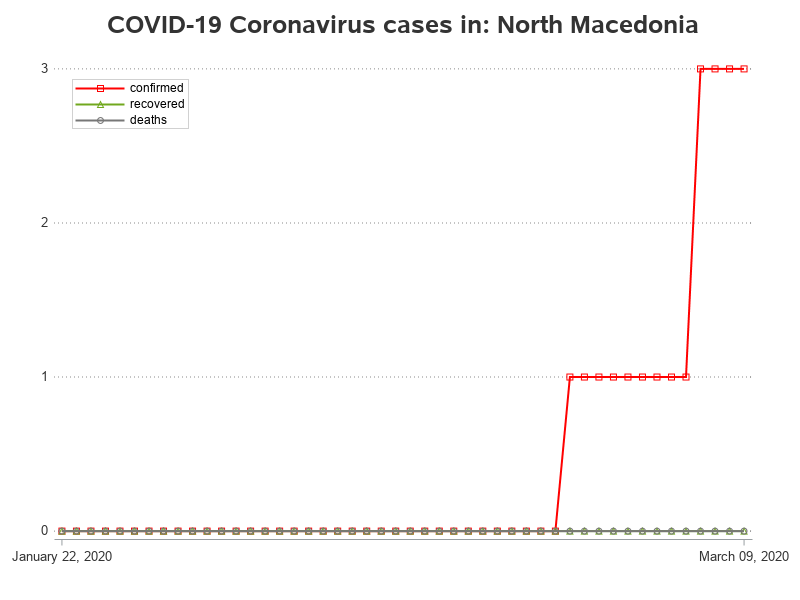 COVID-19 Coronavirus cases in: North Macedonia
3
confirmed
recovered
deaths
2
1
0
January 22, 2020
March 09, 2020